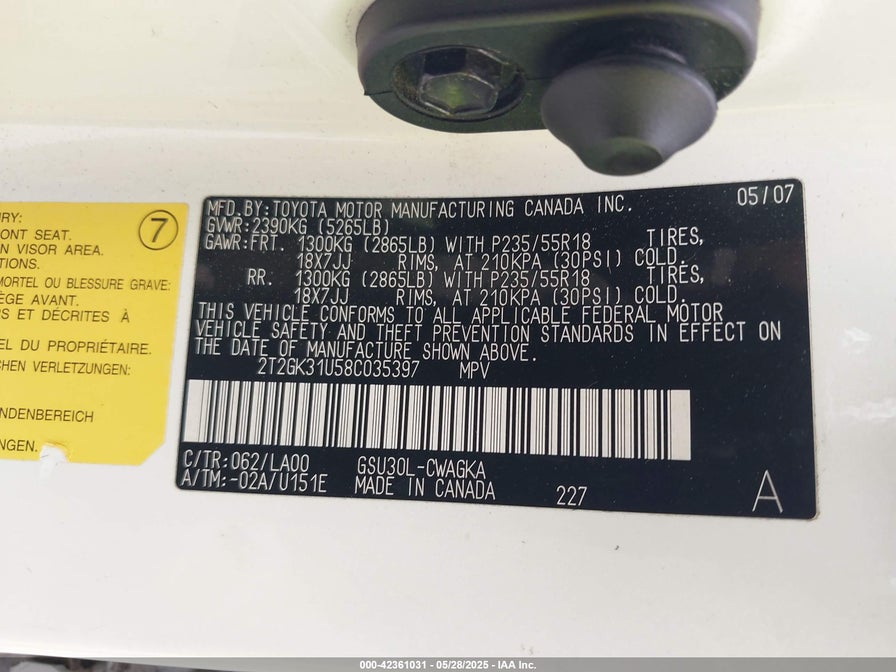 RY:
ONT SEAT.
N VISOR AREA.
TIONS.
MORTEL OU BLESSURE GRAVE:
ÈGE AVANT.
RS ET DÉCRITES À
EL DU PROPRIÉTAIRE.
CHEN VERLETZUNGEN:
NDENBEREICH
NGEN.
7
MFD.BY:TOYOTA MOTOR MANUFACTURING CANADA INC. 05/07
GVWR:2390KG (5265LB)
GAWR:FRT. 1300KG (2865LB) WITH P235/55R18 TIRES,
18X7JJ RIMS, AT 210KPA (30PSI) COLD.
RR. 1300KG (2865LB) WITH P235/55R18 TIRES,
18X7JJ RIMS, AT 210KPA (30PSI) COLD.
THIS VEHICLE CONFORMS TO ALL APPLICABLE FEDERAL MOTOR
VEHICLE SAFETY AND THEFT PREVENTION STANDARDS IN EFFECT ON
THE DATE OF MANUFACTURE SHOWN ABOVE.
2T2GK31U58C035397 MPV
C/TR:062/LA00 GSU30L-CWAGKA
A/TM:-02A/U151E MADE IN CANADA 227 A
000-42361031 - 05/28/2025 - IAA Inc.